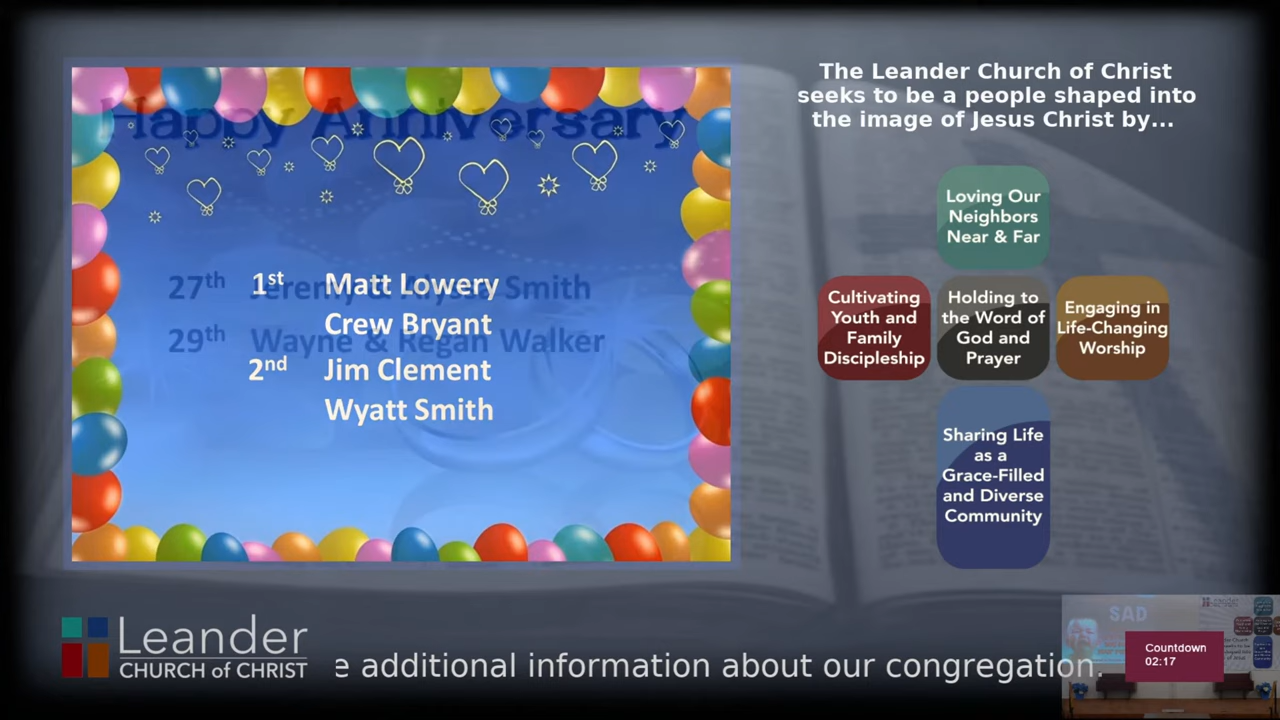 Happy Anniversary
27th Jeremy & Alyssa Smith
29th Wayne & Regan Walker
1st Matt Lowery
Crew Bryant
2nd Jim Clement
Wyatt Smith
The Leander Church of Christ
seeks to be a people shaped into
the image of Jesus Christ by...
Loving Our
Neighbors
Near & Far
Cultivating
Youth and
Family
Discipleship
Holding to
the Word of
God and
Prayer
Engaging in
Life-Changing
Worship
Sharing Life
as a
Grace-Filled
and Diverse
Community
Leander
CHURCH of CHRIST
e additional information about our congregation.
SAD
Countdown
02:17